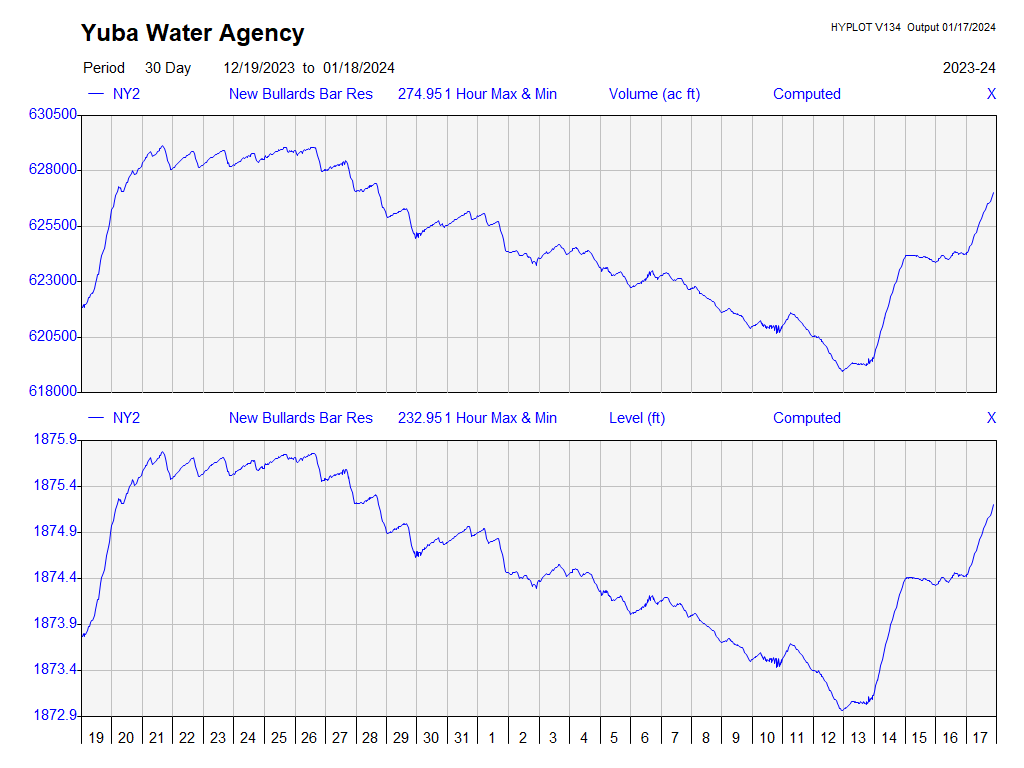 Yuba Water Agency
HYPLOT V134 Output 01/17/2024
Period 30 Day 12/19/2023 to 01/18/2024 2023-24
NY2 New Bullards Bar Res 274.95 1 Hour Max & Min Volume (ac ft) Computed X
630500
628000
625500
623000
620500
618000
NY2 New Bullards Bar Res 232.95 1 Hour Max & Min Level (ft) Computed X
1875.9
1875.4
1874.9
1874.4
1873.9
1873.4
1872.9
19 20 21 22 23 24 25 26 27 28 29 30 31 1 2 3 4 5 6 7 8 9 10 11 12 13 14 15 16 17